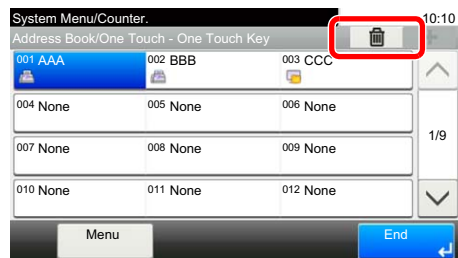 System Menu/Counter. 10:10
Address Book/One Touch - One Touch Key
001 AAA 002 BBB 003 CCC
004 None 005 None 006 None
1/9
007 None 008 None 009 None
010 None 011 None 012 None
Menu End